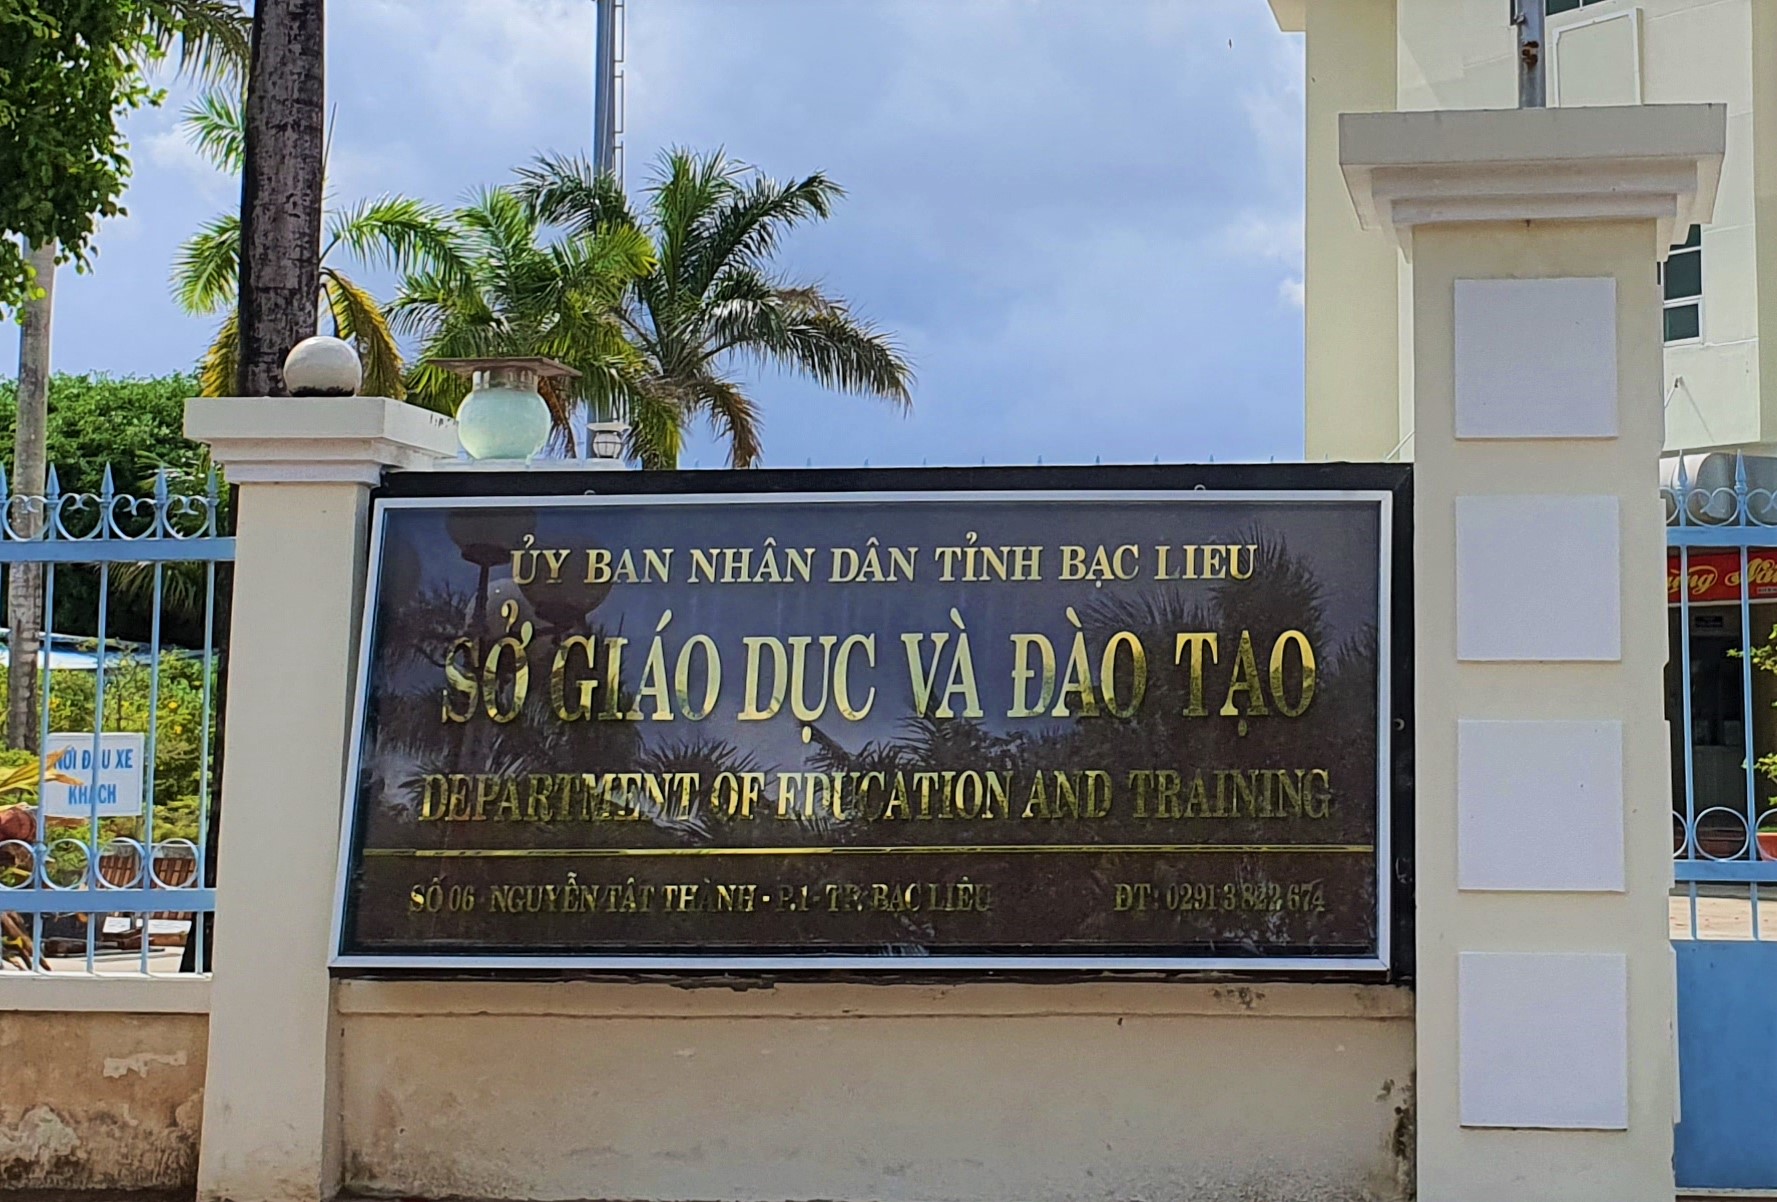 ỦY BAN NHÂN DÂN TỈNH BẠC LIEU
SỞ GIÁO DỤC VÀ ĐÀO TẠO
DEPARTMENT OF EDUCATION AND TRAINING
SỐ 06 - NGUYỄN TẤT THÀNH - P.1 - TP. BẠC LIÊU ĐT: 0291 3 822 674
NƠI ĐẬU XE
KHÁCH